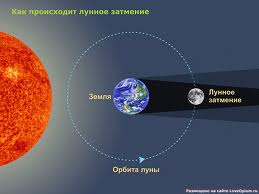 Как происходит лунное затмение
Земля
Лунное
затмение
Орбита луны
Размещено на сайте LoveOpium.ru